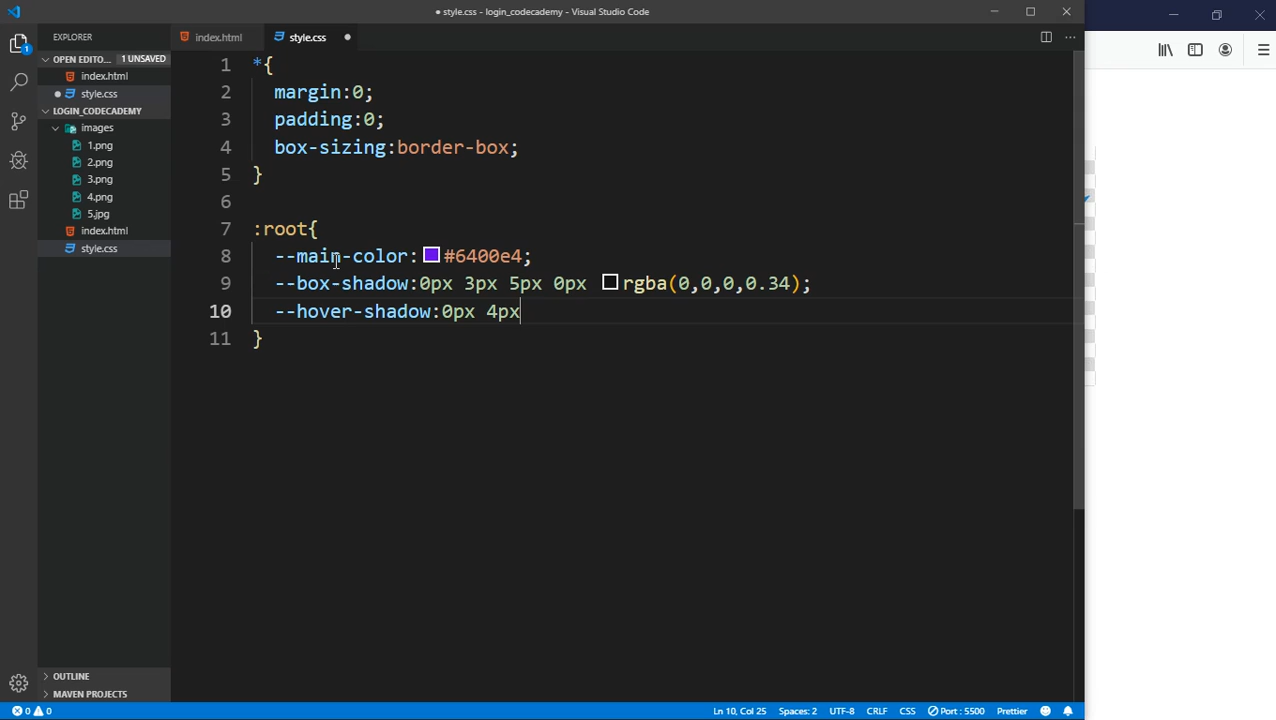 ● style.css - login_codecademy - Visual Studio Code
EXPLORER
OPEN EDITO... 1 UNSAVED
index.html
● style.css
LOGIN_CODECADEMY
images
1.png
2.png
3.png
4.png
5.jpg
index.html
style.css
OUTLINE
MAVEN PROJECTS
1
index.html
style.css ●
1 *{
2 margin:0;
3 padding:0;
4 box-sizing:border-box;
5 }
6
7 :root{
8 --main-color: #6400e4;
9 --box-shadow:0px 3px 5px 0px rgba(0,0,0,0.34);
10 --hover-shadow:0px 4px
11 }
0 0 Ln 10, Col 25 Spaces: 2 UTF-8 CRLF CSS Port : 5500 Prettier